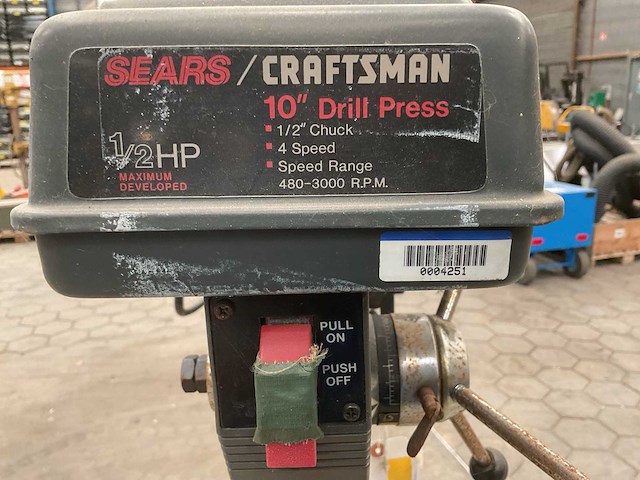 SEARS / CRAFTSMAN
10" Drill Press
1/2" Chuck
4 Speed
Speed Range
480-3000 R.P.M.
1/2 HP
MAXIMUM
DEVELOPED
0004251
PULL
ON
PUSH
OFF